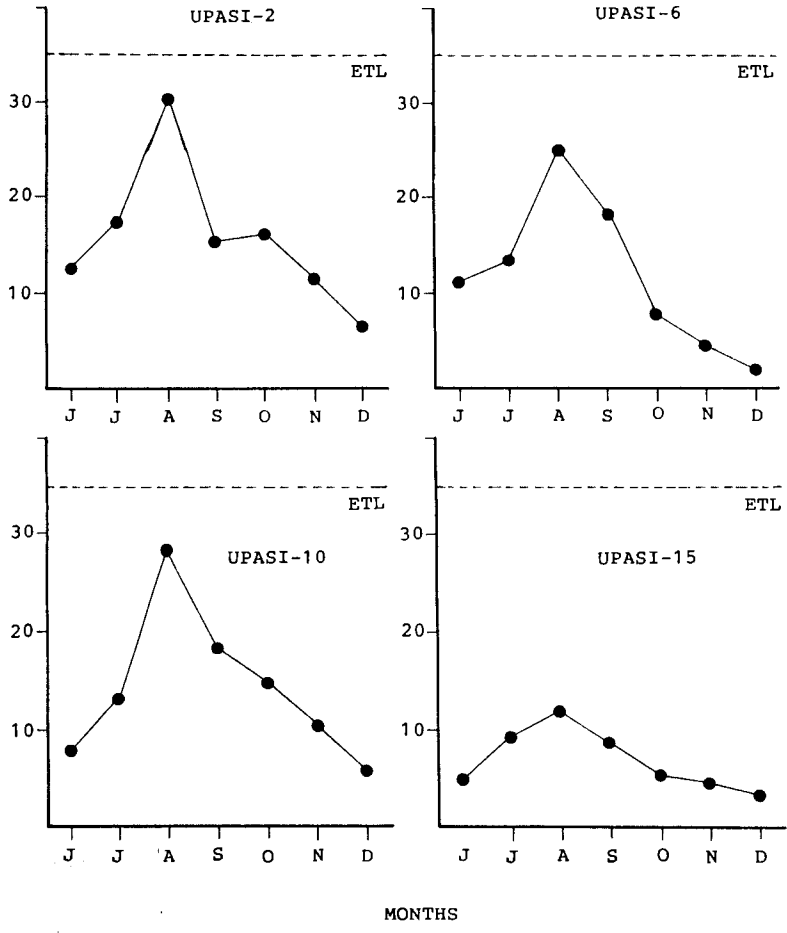 UPASI-2
ETL
30
20
10
J J A S O N D
UPASI-6
ETL
30
20
10
J J A S O N D
ETL
30
UPASI-10
20
10
J J A S O N D
ETL
30
UPASI-15
20
10
J J A S O N D
MONTHS